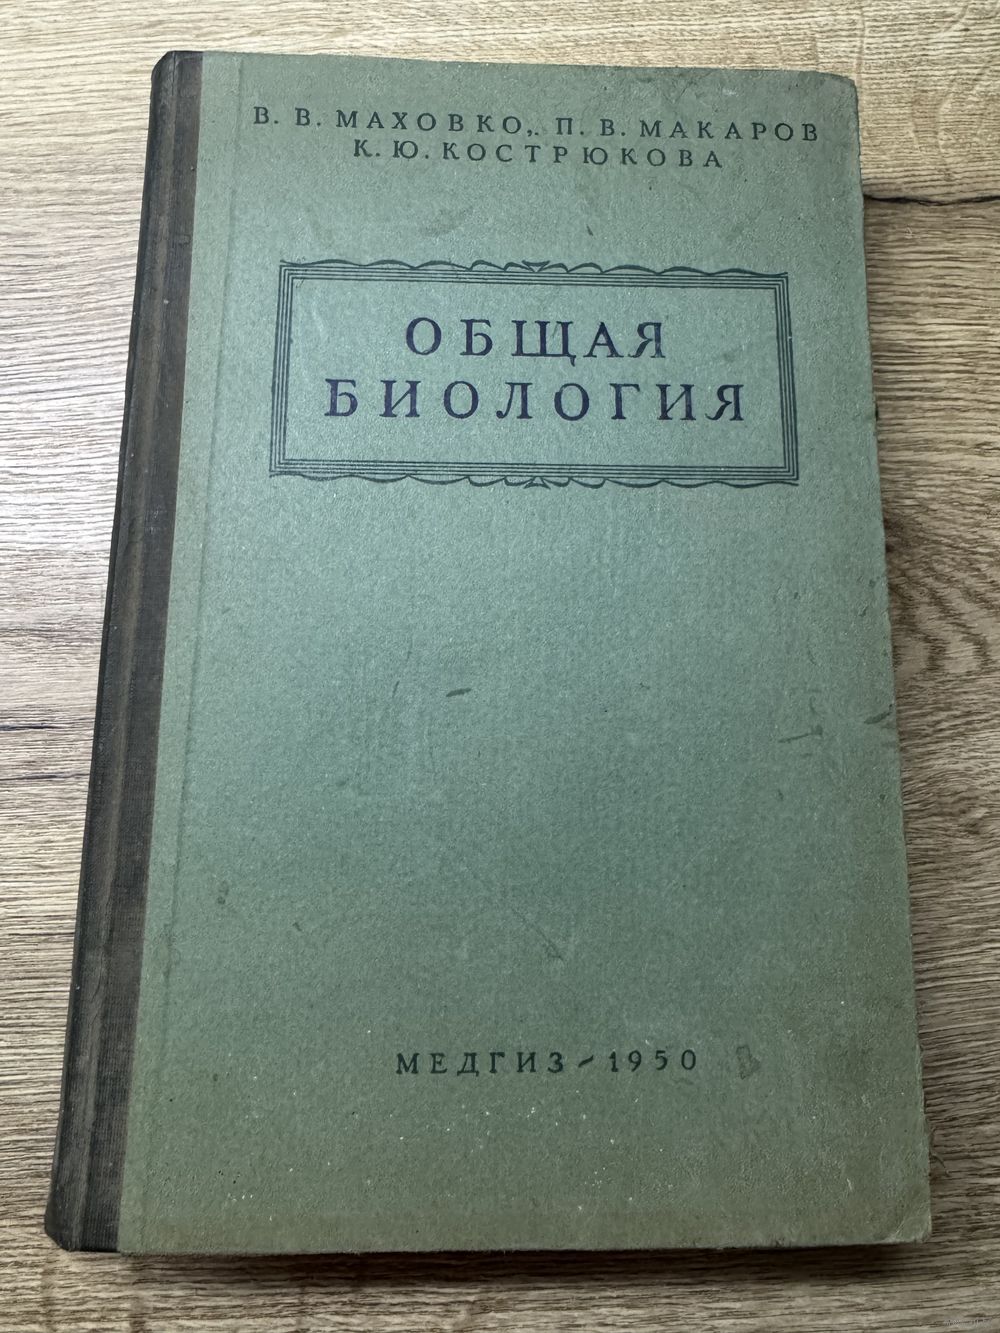 В. В. МАХОВКО,. П. В. МАКАРОВ
К. Ю. КОСТРЮКОВА
ОБЩАЯ
БИОЛОГИЯ
МЕДГИЗ - 1950